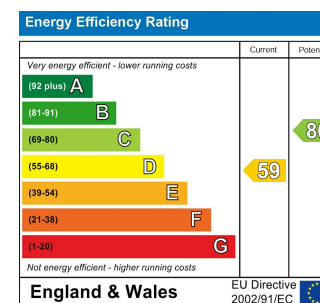 Energy Efficiency Rating
Current
Very energy efficient - lower running costs
(92 plus) A
(81-91) B
(69-80) C
(55-68) D
59
(39-54) E
(21-38) F
(1-20) G
Not energy efficient - higher running costs
England & Wales
EU Directive
2002/91/EC